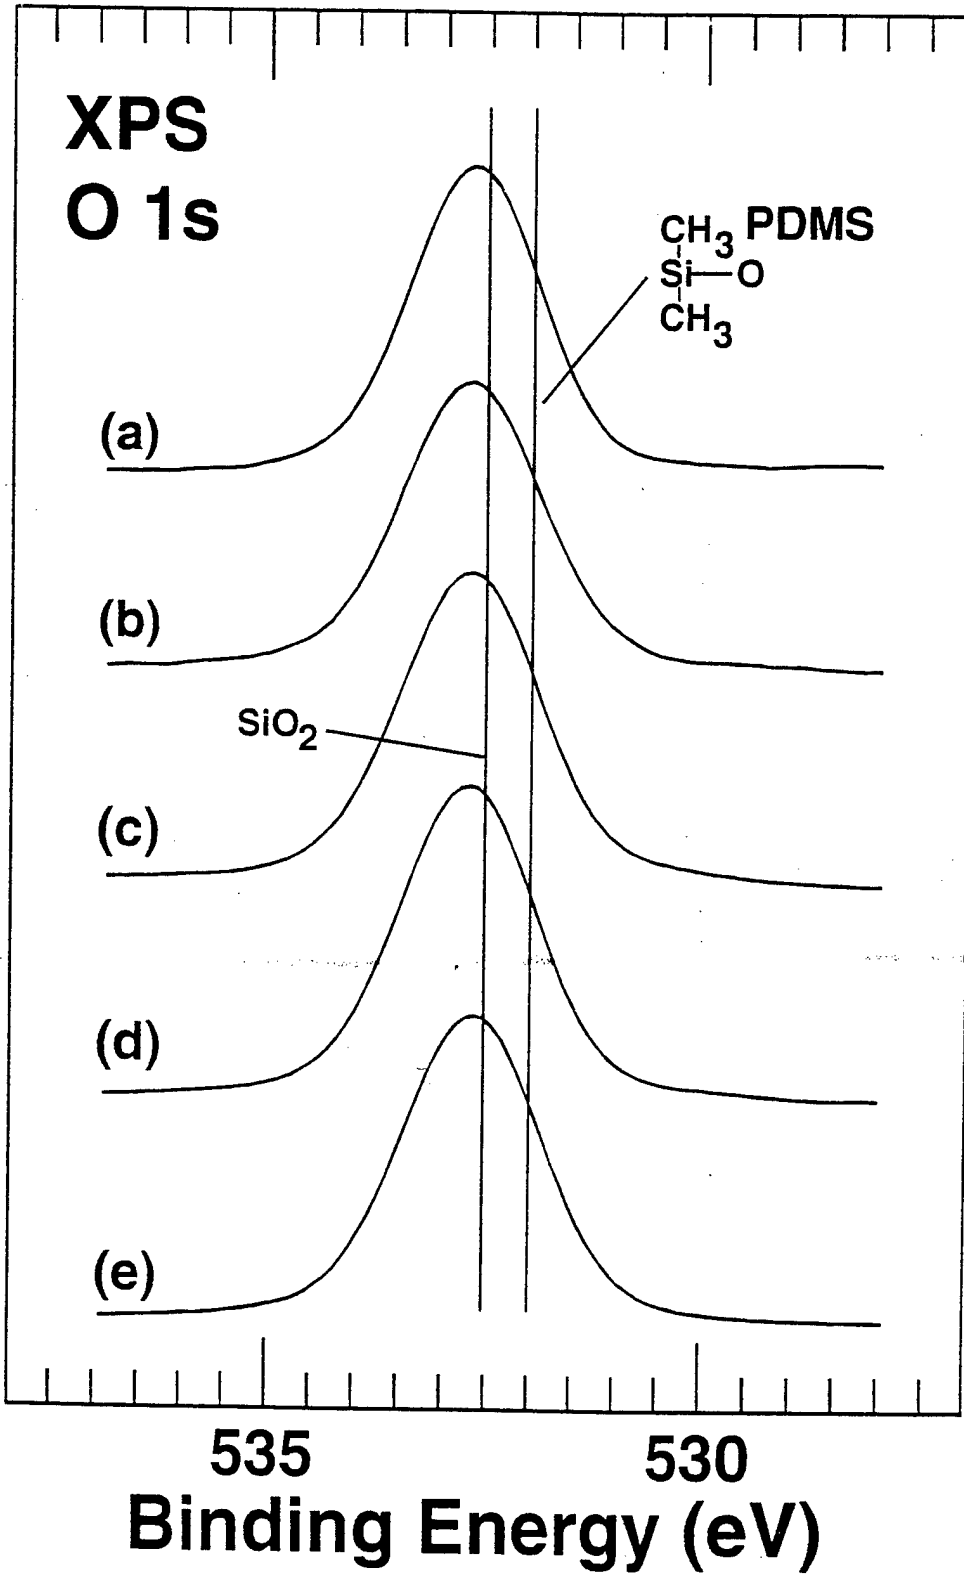 XPS
O 1s
CH3 PDMS
Si—O
CH3
(a)
(b)
SiO2
(c)
(d)
(e)
535 530
Binding Energy (eV)